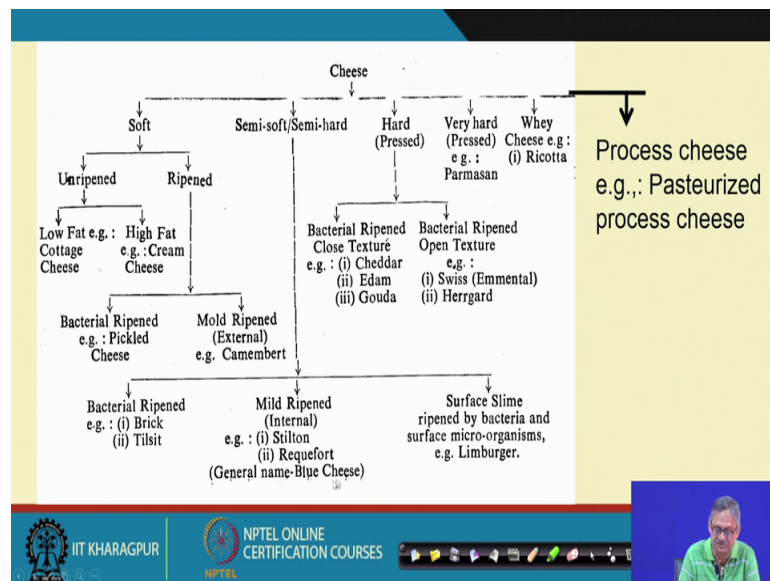 Cheese
Soft
Semi-soft/Semi-hard
Hard
(Pressed)
Very hard
(Pressed)
e g. :
Parmasan
Whey
Cheese e.g :
(i) Ricotta
Process cheese
e.g.,: Pasteurized
process cheese
Unripened
Ripened
Low Fat e.g. :
Cottage
Cheese
High Fat
e.g. : Cream
Cheese
Bacterial Ripened
Close Texture
e.g. : (i) Cheddar
(ii) Edam
(iii) Gouda
Bacterial Ripened
Open Texture
e.g. :
(i) Swiss (Emmental)
(ii) Herrgard
Bacterial Ripened
e.g. : Pickled
Cheese
Mold Ripened
(External)
e.g. Camembert
Bacterial Ripened
e.g. : (i) Brick
(ii) Tilsit
Mild Ripened
(Internal)
e.g. : (i) Stilton
(ii) Requefort
(General name-Blue Cheese)
Surface Slime
ripened by bacteria and
surface micro-organisms,
e.g. Limburger.
IIT KHARAGPUR
NPTEL
NPTEL ONLINE
CERTIFICATION COURSES